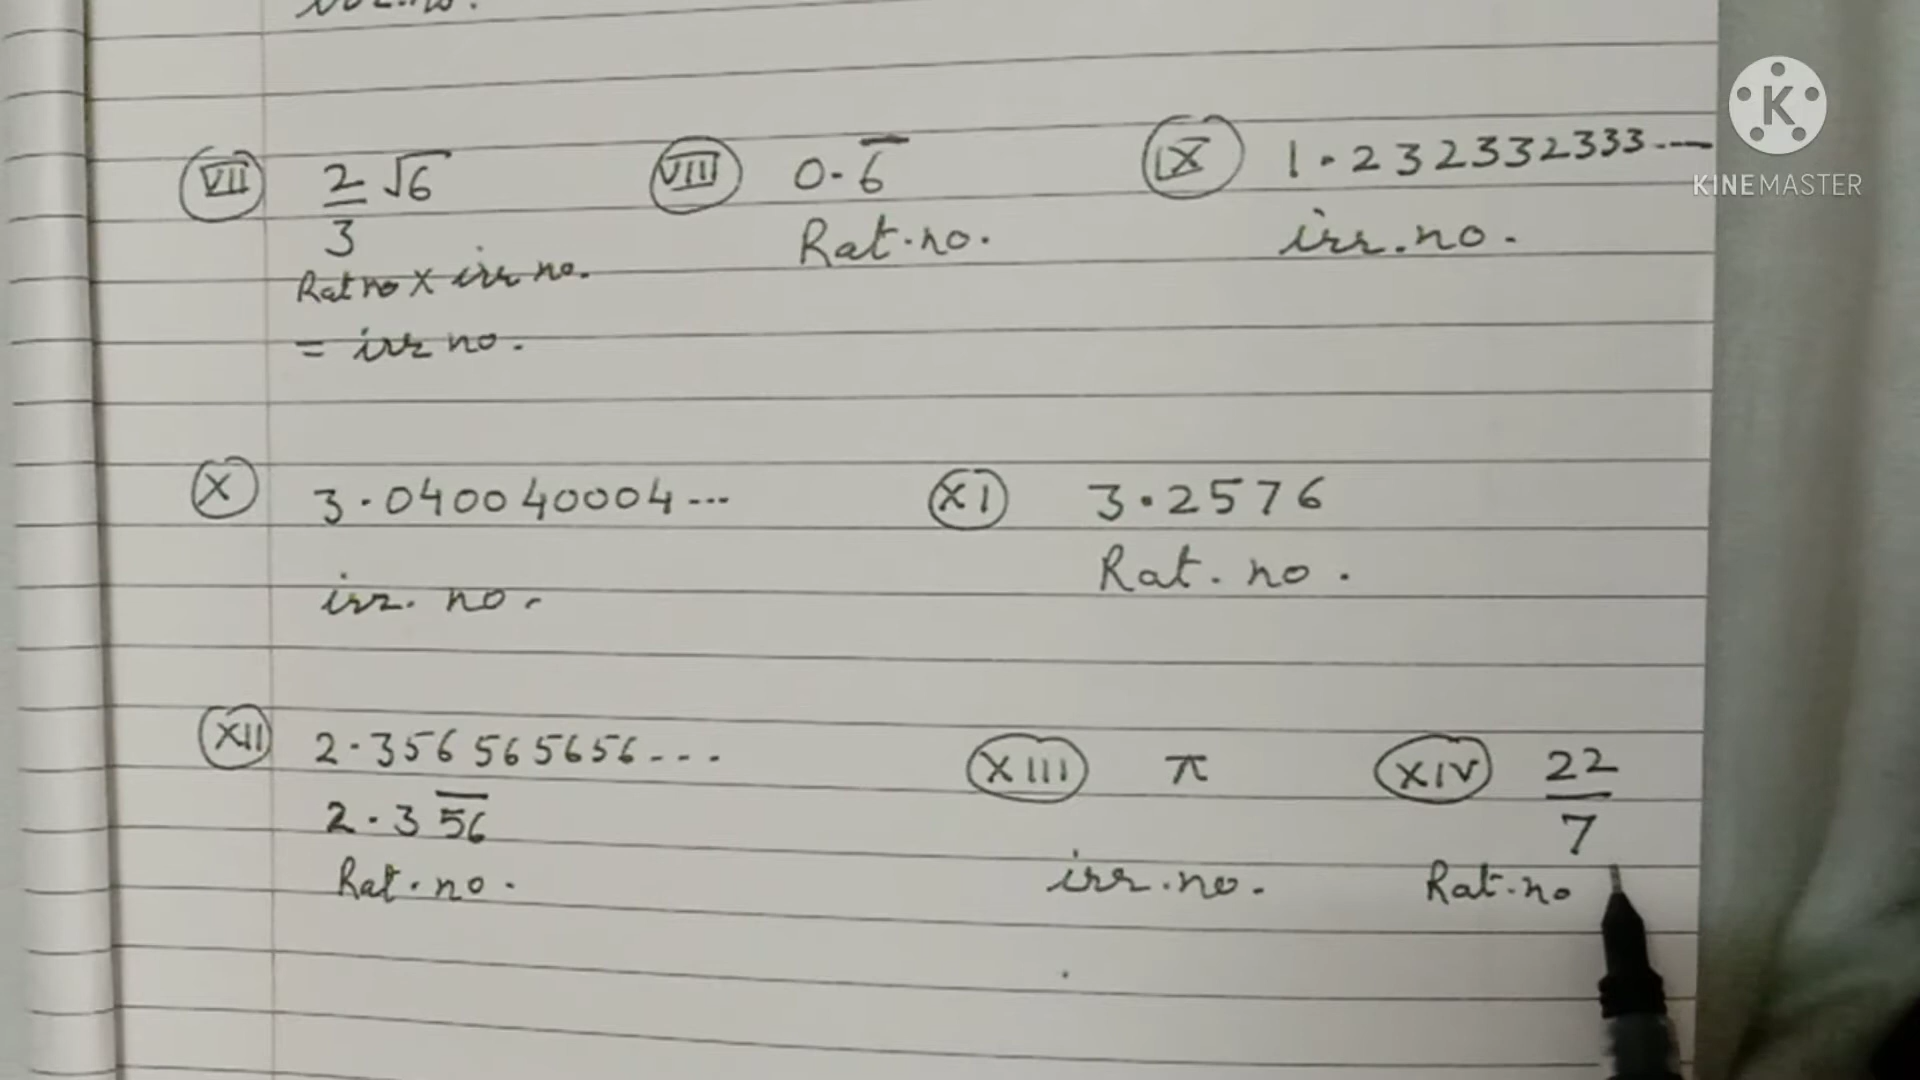 irr.no.
VII 2/3 √6 VIII 0.6̅ IX 1.232332333....
Rat no X irr no. Rat.no. irr.no.
= irr no.
X 3.040040004... XI 3.2576
irr. no. Rat. no.
XII 2.356565656... XIII π XIV 22/7
2.35̅6̅
Rat.no. irr.no. Rat.no
K
KINEMASTER